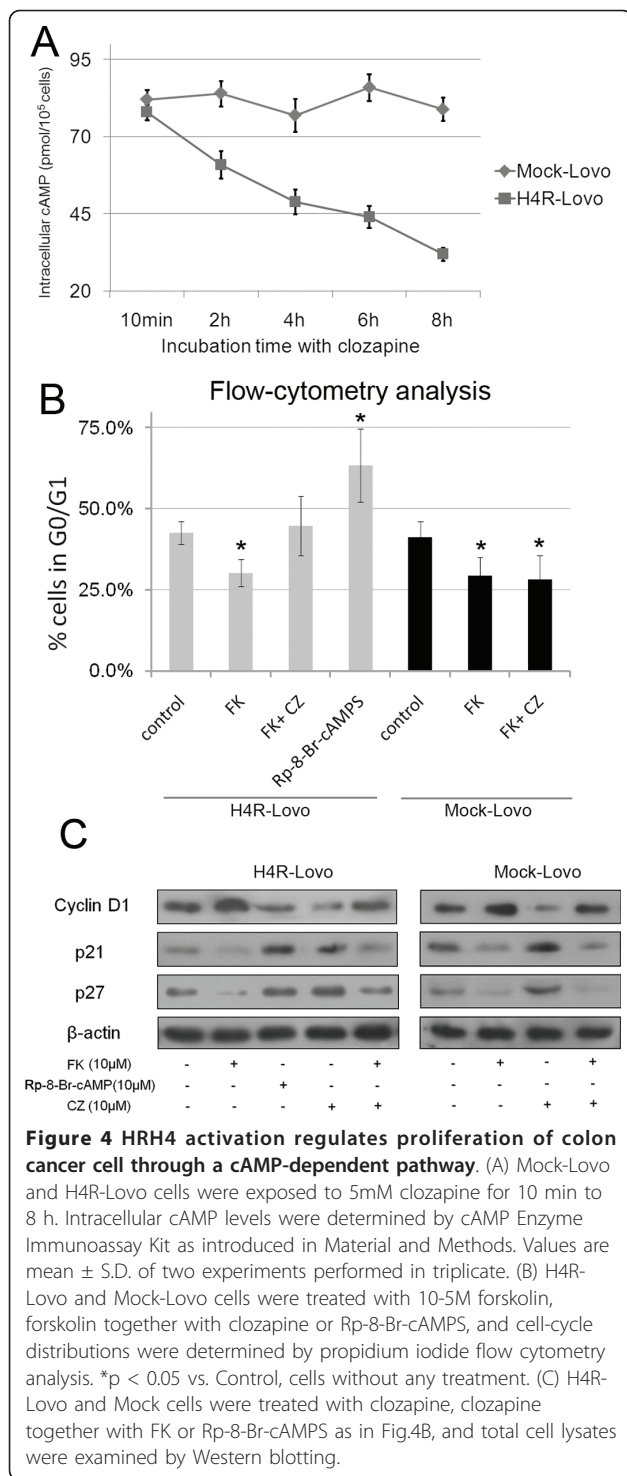 A
Intracellular cAMP (pmol/10⁵ cells)
95
70
45
20
10min 2h 4h 6h 8h
Incubation time with clozapine
Mock-Lovo
H4R-Lovo
B
Flow-cytometry analysis
% cells in G0/G1
75.0%
50.0%
25.0%
0.0%
* * * *
control FK FK+ CZ Rp-8-Br-cAMPS control FK FK+ CZ
H4R-Lovo Mock-Lovo
C
H4R-Lovo Mock-Lovo
Cyclin D1
p21
p27
β-actin
FK (10μM) - + - - + - + - +
Rp-8-Br-cAMP(10μM) - - + - - - - - -
CZ (10μM) - - - + + - - + +
Figure 4 HRH4 activation regulates proliferation of colon
cancer cell through a cAMP-dependent pathway. (A) Mock-Lovo
and H4R-Lovo cells were exposed to 5mM clozapine for 10 min to
8 h. Intracellular cAMP levels were determined by cAMP Enzyme
Immunoassay Kit as introduced in Material and Methods. Values are
mean ± S.D. of two experiments performed in triplicate. (B) H4R-
Lovo and Mock-Lovo cells were treated with 10-5M forskolin,
forskolin together with clozapine or Rp-8-Br-cAMPS, and cell-cycle
distributions were determined by propidium iodide flow cytometry
analysis. *p < 0.05 vs. Control, cells without any treatment. (C) H4R-
Lovo and Mock cells were treated with clozapine, clozapine
together with FK or Rp-8-Br-cAMPS as in Fig.4B, and total cell lysates
were examined by Western blotting.